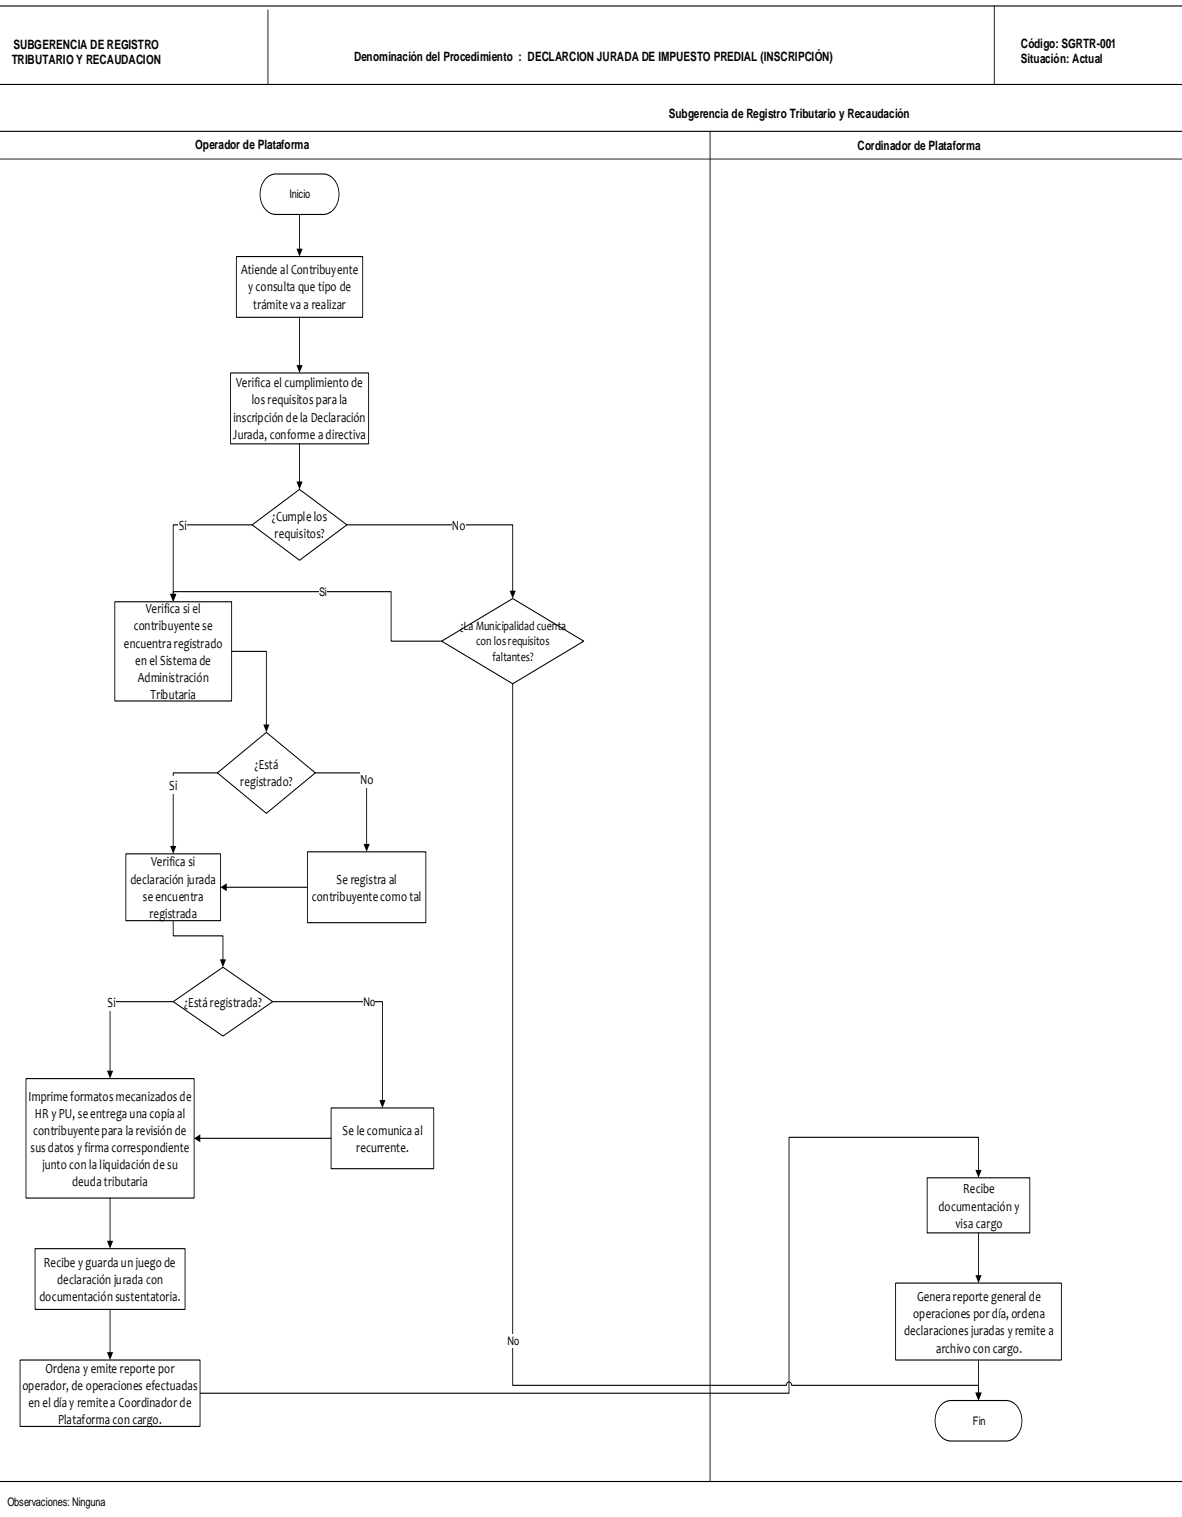 SUBGERENCIA DE REGISTRO
TRIBUTARIO Y RECAUDACION
Denominación del Procedimiento : DECLARCION JURADA DE IMPUESTO PREDIAL (INSCRIPCIÓN)
Código: SGRTR-001
Situación: Actual
Subgerencia de Registro Tributario y Recaudación
Operador de Plataforma
Cordinador de Plataforma
Inicio
Atiende al Contribuyente
y consulta que tipo de
trámite va a realizar
Verifica el cumplimiento de
los requisitos para la
inscripción de la Declaración
Jurada, conforme a directiva
¿Cumple los
requisitos?
Si
No
Si
Verifica si el
contribuyente se
encuentra registrado
en el Sistema de
Administración
Tributaria
¿La Municipalidad cuenta
con los requisitos
faltantes?
¿Está
registrado?
Si
No
Verifica si
declaración jurada
se encuentra
registrada
Se registra al
contribuyente como tal
¿Está registrada?
Si
No
Imprime formatos mecanizados de
HR y PU, se entrega una copia al
contribuyente para la revisión de
sus datos y firma correspondiente
junto con la liquidación de su
deuda tributaria
Se le comunica al
recurrente.
Recibe
documentación y
visa cargo
Recibe y guarda un juego de
declaración jurada con
documentación sustentatoria.
Genera reporte general de
operaciones por día, ordena
declaraciones juradas y remite a
archivo con cargo.
No
Ordena y emite reporte por
operador, de operaciones efectuadas
en el día y remite a Coordinador de
Plataforma con cargo.
Fin
Observaciones: Ninguna